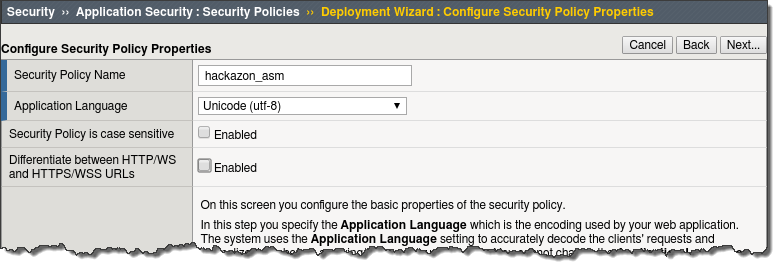 Security ›› Application Security : Security Policies ›› Deployment Wizard : Configure Security Policy Properties
Configure Security Policy Properties
Cancel Back Next...
Security Policy Name hackazon_asm
Application Language Unicode (utf-8)
Security Policy is case sensitive Enabled
Differentiate between HTTP/WS
and HTTPS/WSS URLs
Enabled
On this screen you configure the basic properties of the security policy.
In this step you specify the Application Language which is the encoding used by your web application.
The system uses the Application Language setting to accurately decode the clients' requests and